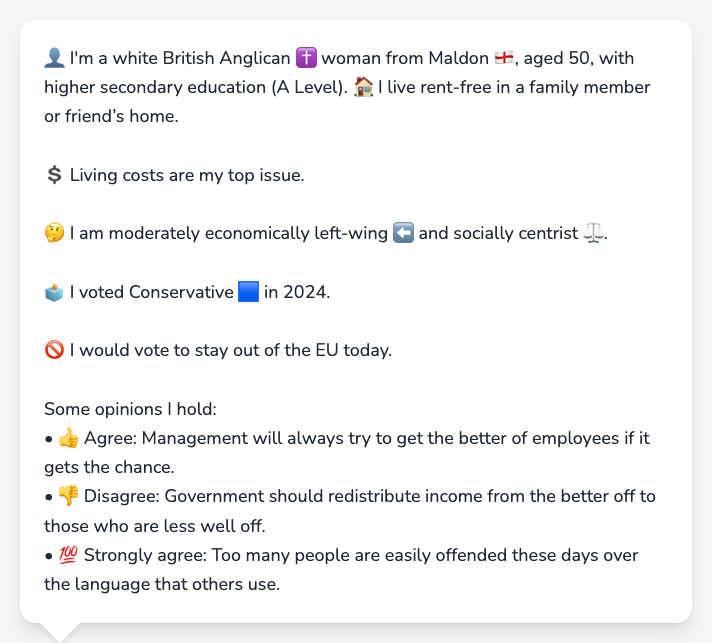 👤 I'm a white British Anglican ✝️ woman from Maldon 🏴󠁧󠁢󠁥󠁮󠁧󠁿, aged 50, with
higher secondary education (A Level). 🏠 I live rent-free in a family member
or friend’s home.
💲 Living costs are my top issue.
🤔 I am moderately economically left-wing ⬅️ and socially centrist ⚖️.
🗳️ I voted Conservative 🟦 in 2024.
🚫 I would vote to stay out of the EU today.
Some opinions I hold:
• 👍 Agree: Management will always try to get the better of employees if it
gets the chance.
• 👎 Disagree: Government should redistribute income from the better off to
those who are less well off.
• 💯 Strongly agree: Too many people are easily offended these days over
the language that others use.